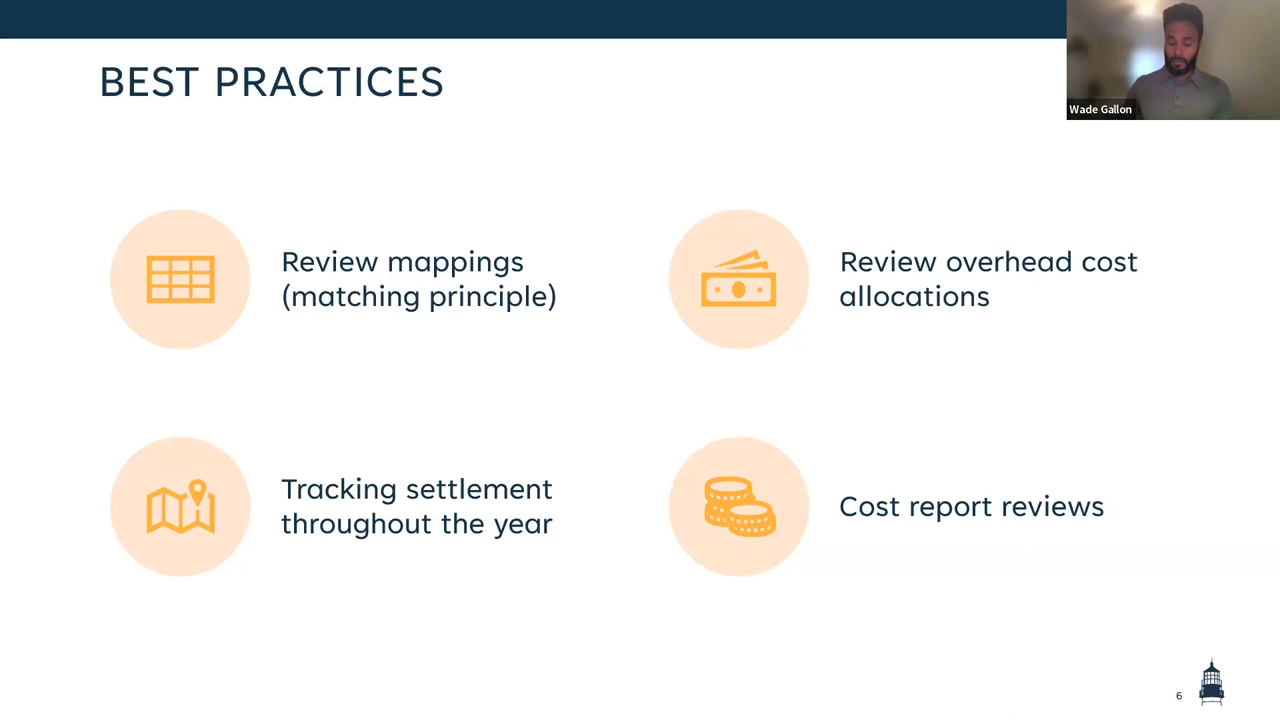 BEST PRACTICES
Wade Gallon
Review mappings
(matching principle)
Review overhead cost
allocations
Tracking settlement
throughout the year
Cost report reviews
6